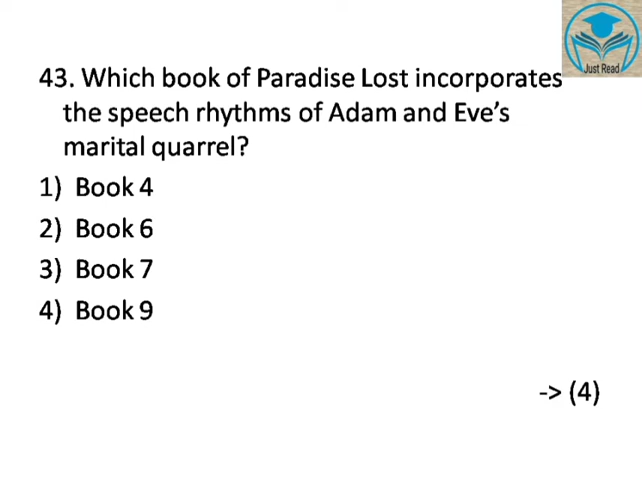 Just Read
43. Which book of Paradise Lost incorporates
the speech rhythms of Adam and Eve’s
marital quarrel?
1) Book 4
2) Book 6
3) Book 7
4) Book 9
-> (4)